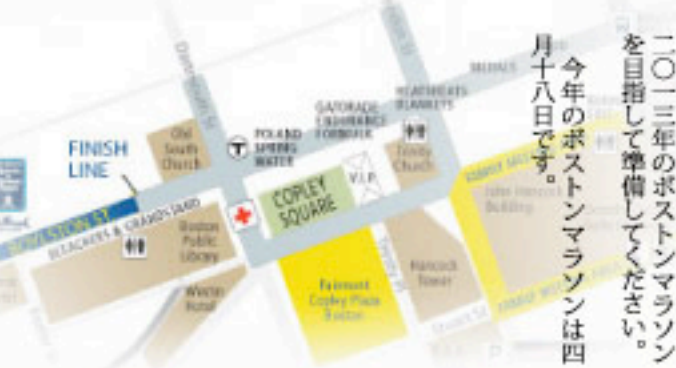 二〇一三年のボストンマラソン
を目指して準備してください。
今年のボストンマラソンは四
月十八日です。
FINISH
LINE
Old
South
Church
T
POLAND
SPRING
WATER
GATORADE
ENDURANCE
FORMULA
HEATSHEETS
BLANKETS
MEDALS
V.I.P.
Trinity
Church
COPLEY
SQUARE
BOYLSTON ST
BLEACHERS & GRANDSTAND
Boston
Public
Library
Westin
Hotel
Fairmont
Copley Plaza
Boston
Hancock
Tower
John Hancock
Building